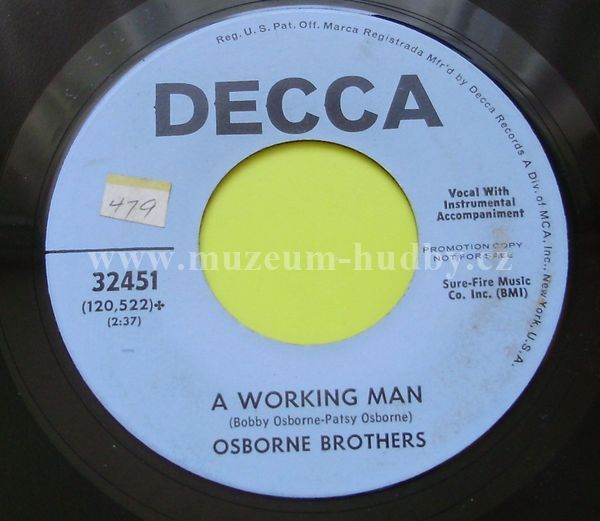 Reg. U.S. Pat. Off. Marca Registrada Mfr'd by Decca Records A Div. of MCA, Inc., New York, U.S.A.
DECCA
479
Vocal With
Instrumental
Accompaniment
PROMOTION COPY
NOT FOR SALE
www.muzeum-hudby.cz
32451
(120,522)✢
(2:37)
Sure-Fire Music
Co. Inc. (BMI)
A WORKING MAN
(Bobby Osborne-Patsy Osborne)
OSBORNE BROTHERS